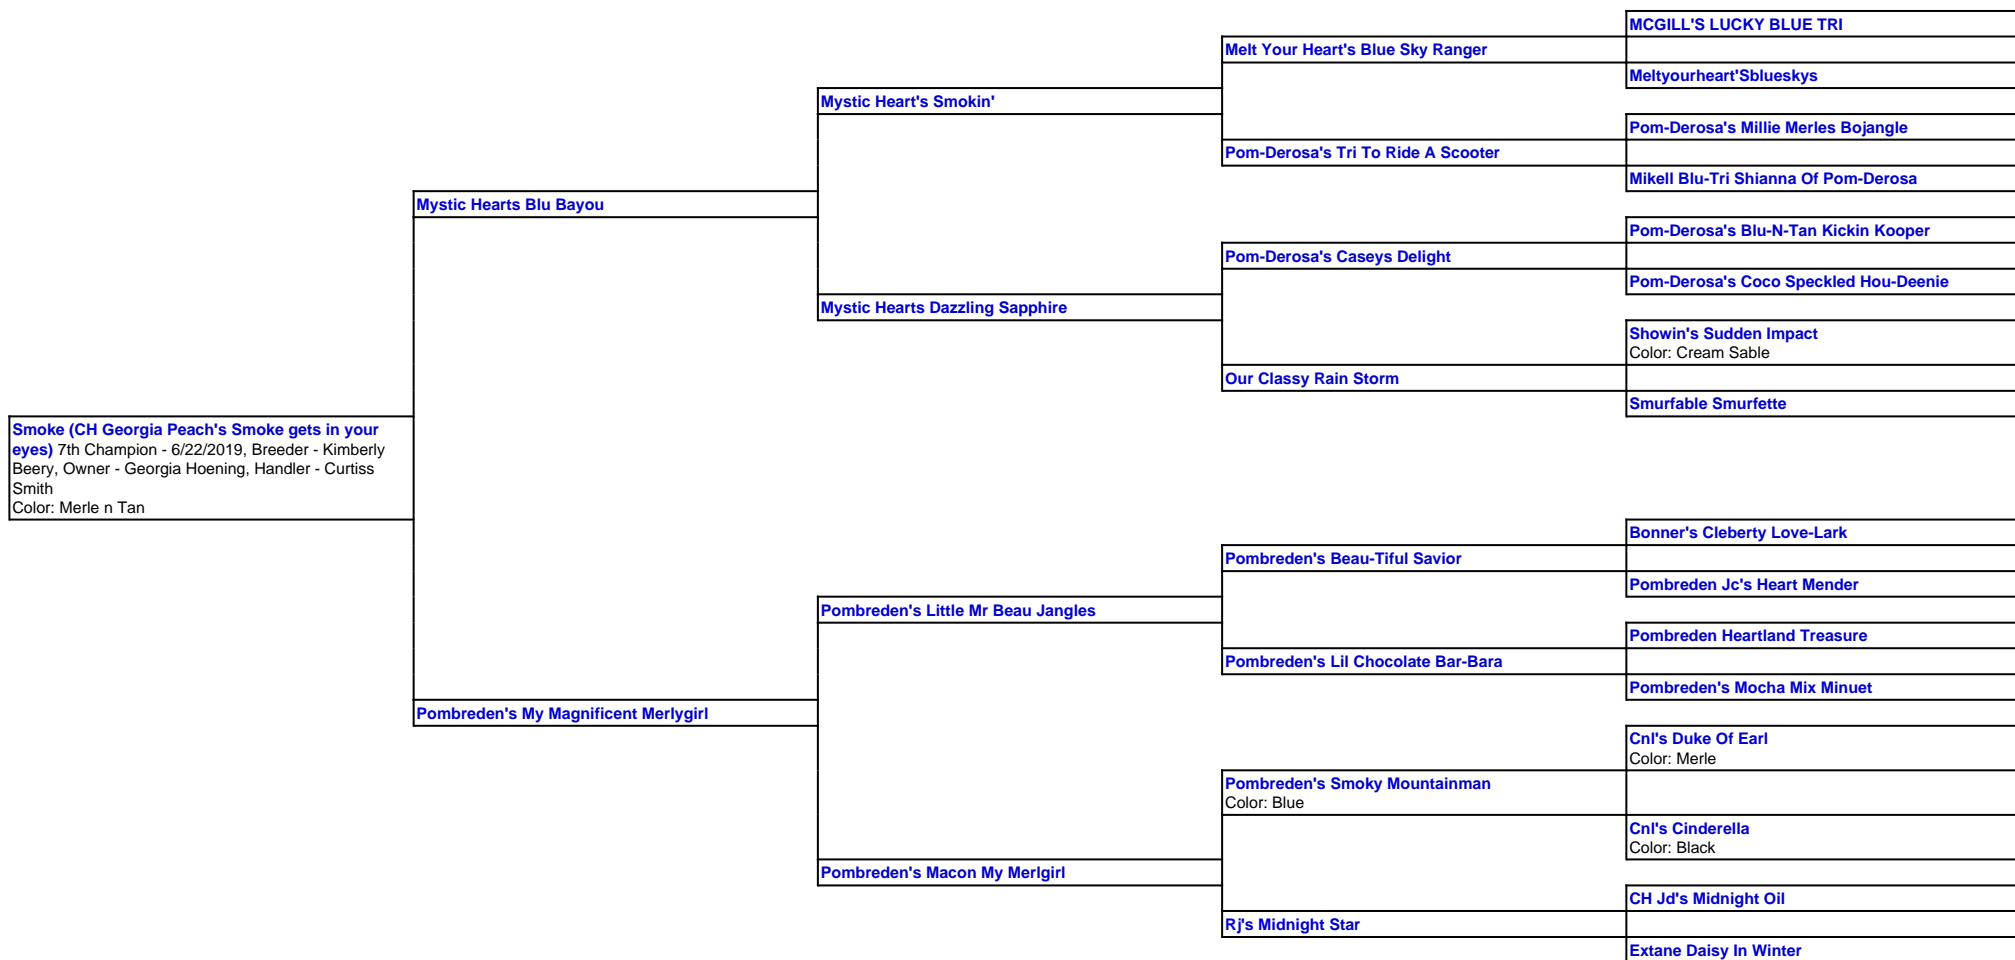 MCGILL'S LUCKY BLUE TRI
Melt Your Heart's Blue Sky Ranger
Meltyourheart'Sblueskys
Mystic Heart's Smokin'
Pom-Derosa's Millie Merles Bojangle
Pom-Derosa's Tri To Ride A Scooter
Mikell Blu-Tri Shianna Of Pom-Derosa
Mystic Hearts Blu Bayou
Pom-Derosa's Blu-N-Tan Kickin Kooper
Pom-Derosa's Caseys Delight
Pom-Derosa's Coco Speckled Hou-Deenie
Mystic Hearts Dazzling Sapphire
Showin's Sudden Impact
Color: Cream Sable
Our Classy Rain Storm
Smurfable Smurfette
Smoke (CH Georgia Peach's Smoke gets in your
eyes) 7th Champion - 6/22/2019, Breeder - Kimberly
Beery, Owner - Georgia Hoening, Handler - Curtiss
Smith
Color: Merle n Tan
Bonner's Cleberty Love-Lark
Pombreden's Beau-Tiful Savior
Pombreden Jc's Heart Mender
Pombreden's Little Mr Beau Jangles
Pombreden Heartland Treasure
Pombreden's Lil Chocolate Bar-Bara
Pombreden's Mocha Mix Minuet
Pombreden's My Magnificent Merlygirl
Cnl's Duke Of Earl
Color: Merle
Pombreden's Smoky Mountainman
Color: Blue
Cnl's Cinderella
Color: Black
Pombreden's Macon My Merlgirl
CH Jd's Midnight Oil
Rj's Midnight Star
Extane Daisy In Winter